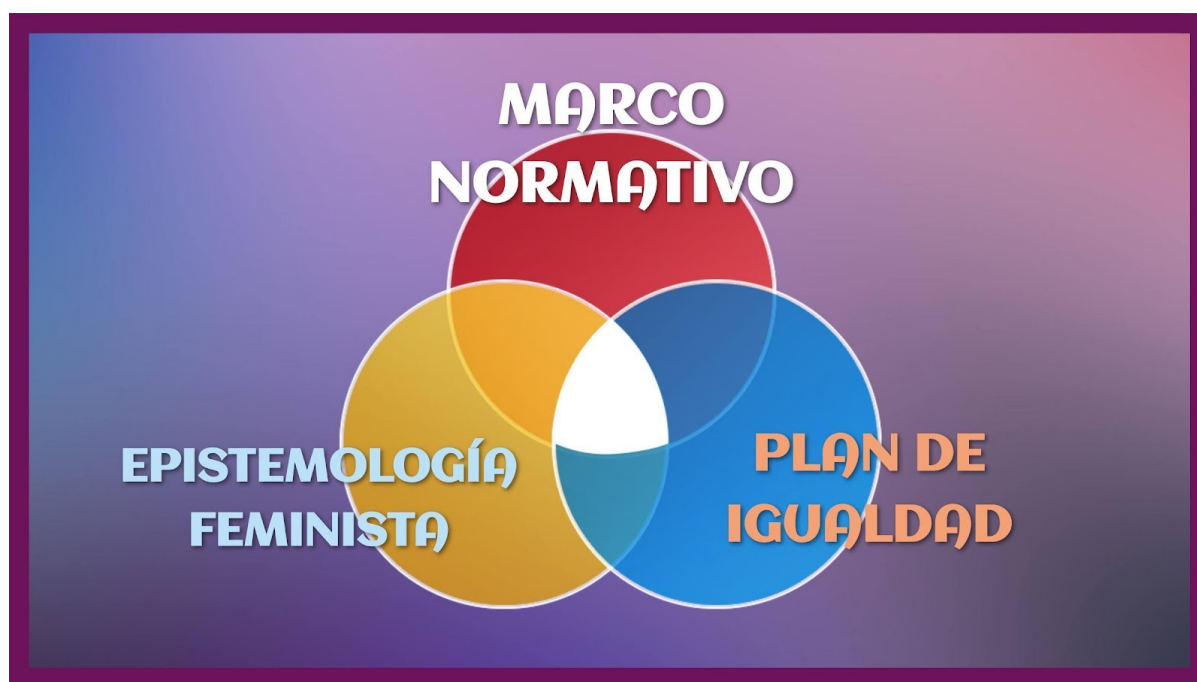 MARCO
NORMATIVO
EPISTEMOLOGÍA
FEMINISTA
PLAN DE
IGUALDAD